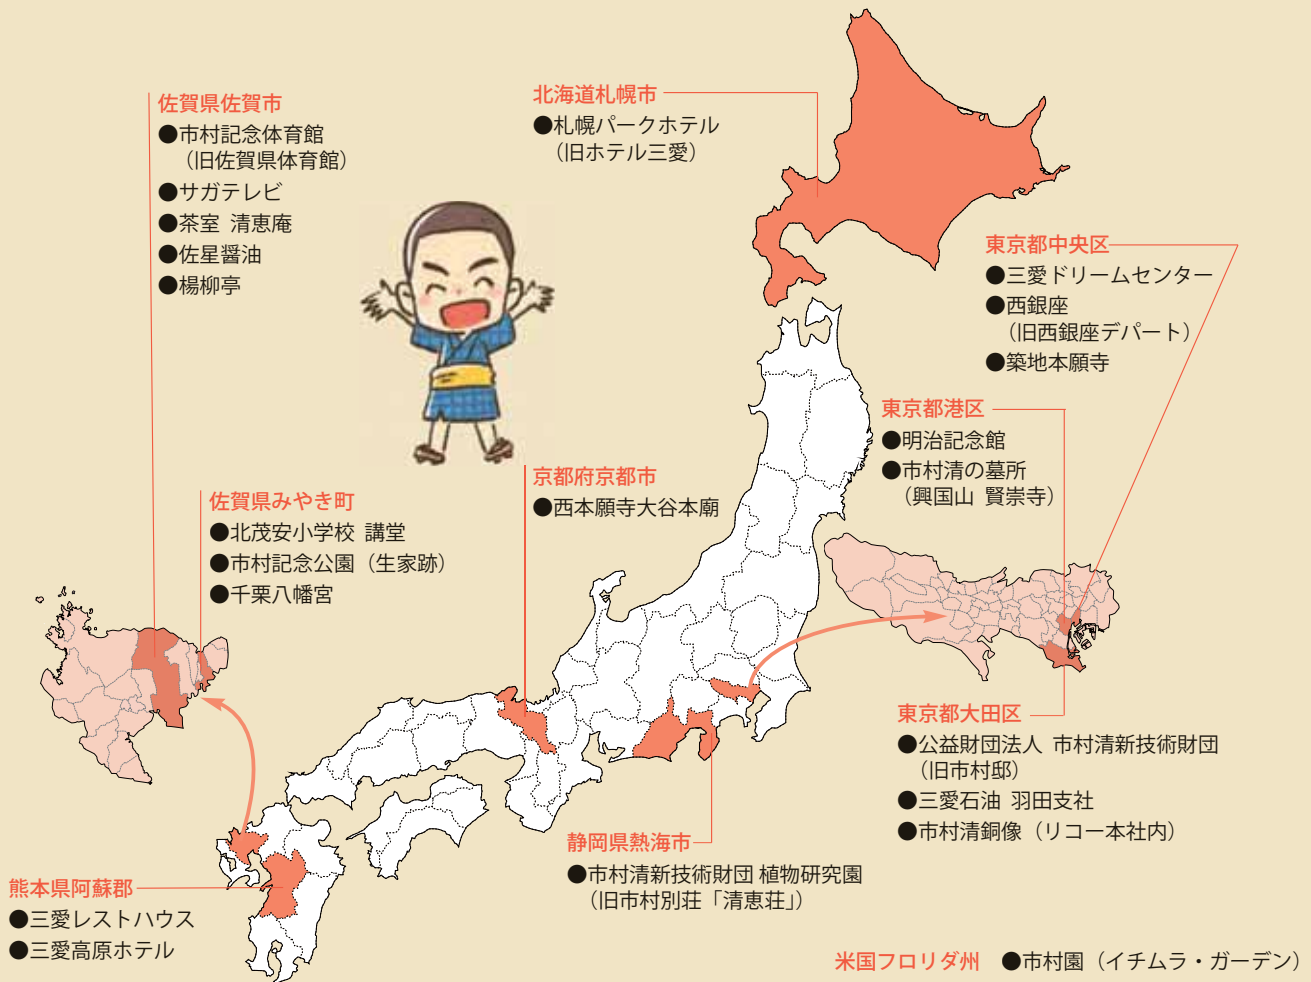 佐賀県佐賀市
●市村記念体育館
（旧佐賀県体育館）
●サガテレビ
●茶室 清恵庵
●佐星醤油
●楊柳亭
北海道札幌市
●札幌パークホテル
（旧ホテル三愛）
東京都中央区
●三愛ドリームセンター
●西銀座
（旧西銀座デパート）
●築地本願寺
東京都港区
●明治記念館
●市村清の墓所
（興国山 賢崇寺）
京都府京都市
●西本願寺大谷本廟
佐賀県みやき町
●北茂安小学校 講堂
●市村記念公園（生家跡）
●千栗八幡宮
東京都大田区
●公益財団法人 市村清新技術財団
（旧市村邸）
●三愛石油 羽田支社
●市村清銅像（リコー本社内）
静岡県熱海市
●市村清新技術財団 植物研究園
（旧市村別荘「清恵荘」）
熊本県阿蘇郡
●三愛レストハウス
●三愛高原ホテル
米国フロリダ州 ●市村園（イチムラ・ガーデン）